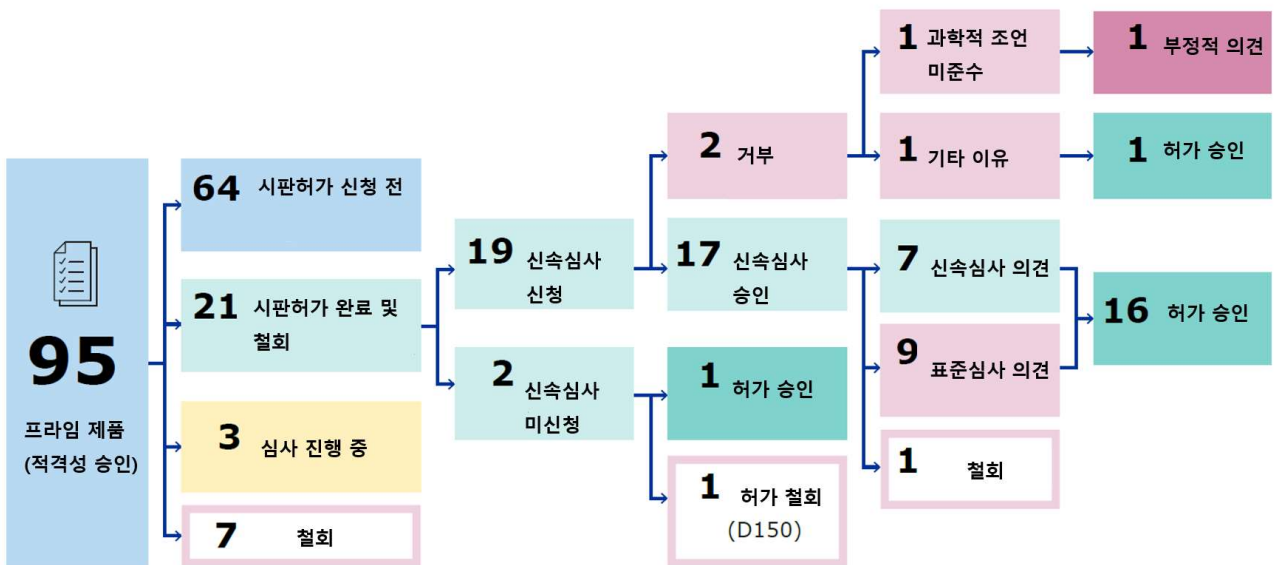 95
프라임 제품
(적격성 승인)
64 시판허가 신청 전
21 시판허가 완료 및
철회
3 심사 진행 중
7 철회
19 신속심사
신청
2 신속심사
미신청
2 거부
17 신속심사
승인
1 허가 승인
1 허가 철회
(D150)
1 과학적 조언
미준수
1 기타 이유
7 신속심사 의견
9 표준심사 의견
1 철회
1 부정적 의견
1 허가 승인
16 허가 승인